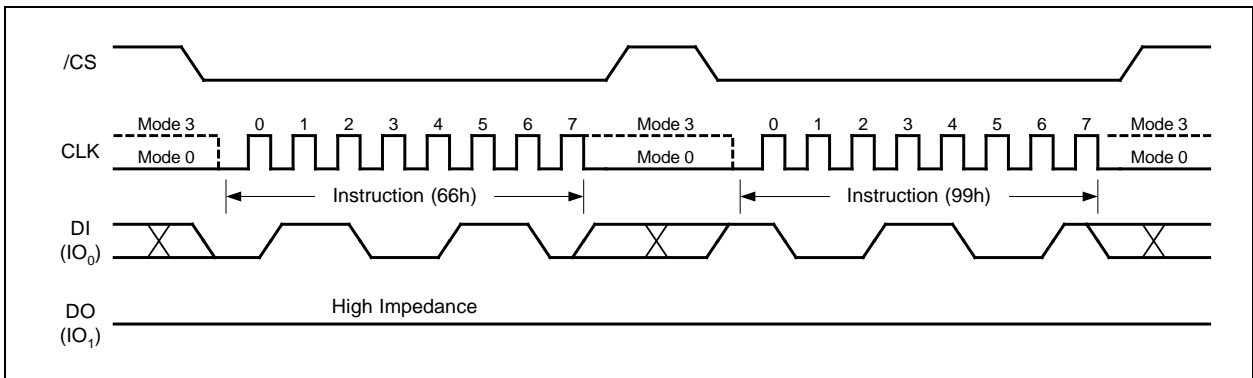 /CS
Mode 3 0 1 2 3 4 5 6 7 Mode 3 0 1 2 3 4 5 6 7 Mode 3
CLK
Mode 0 Mode 0 Mode 0
Instruction (66h) Instruction (99h)
DI
(IO0)
High Impedance
DO
(IO1)